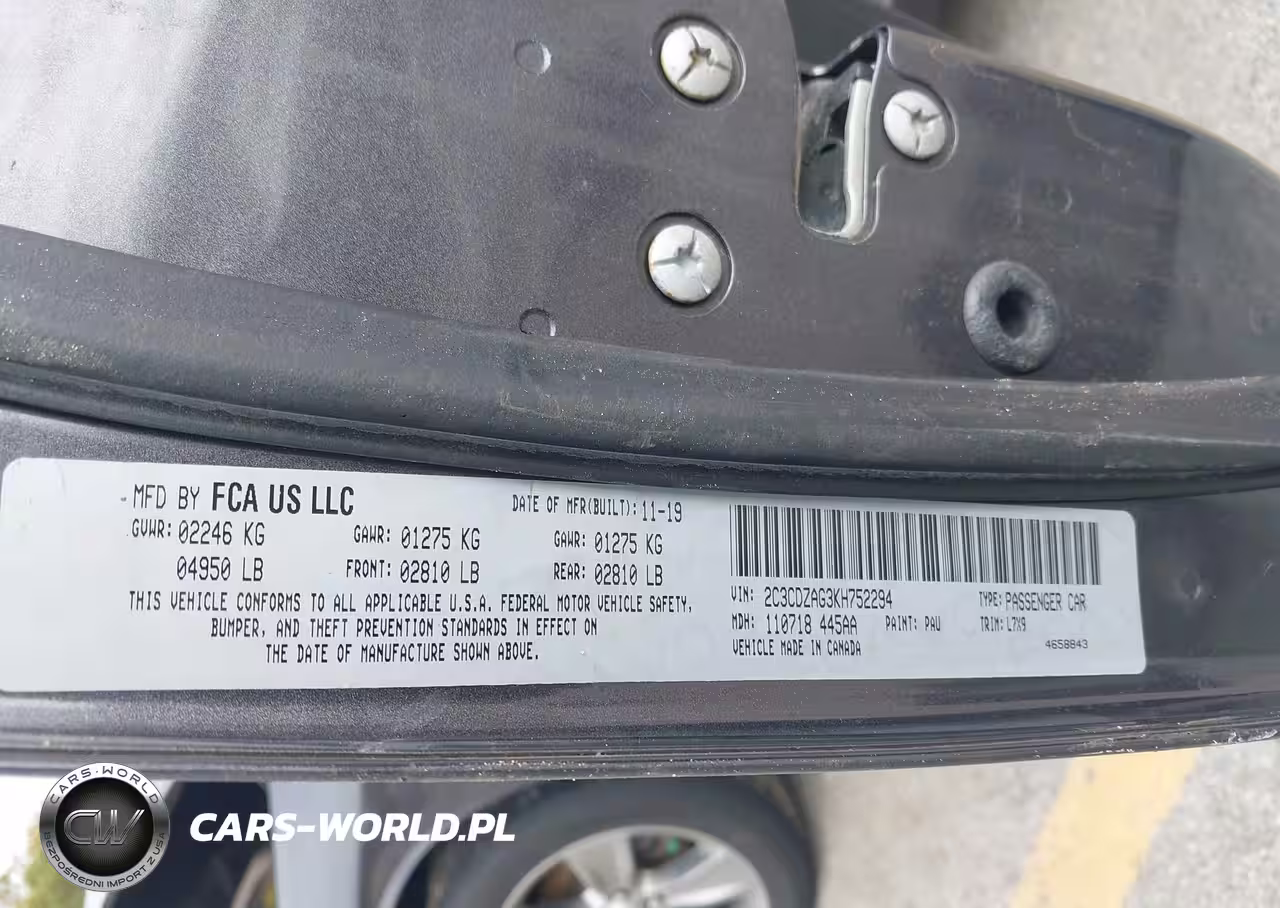 MFD BY FCA US LLC
DATE OF MFR(BUILT): 11-19
GVWR: 02246 KG
GAWR: 01275 KG
GAWR: 01275 KG
04950 LB
FRONT: 02810 LB
REAR: 02810 LB
THIS VEHICLE CONFORMS TO ALL APPLICABLE U.S.A. FEDERAL MOTOR VEHICLE SAFETY,
BUMPER, AND THEFT PREVENTION STANDARDS IN EFFECT ON
THE DATE OF MANUFACTURE SHOWN ABOVE.
VIN: 2C3CDZAG3KH752294
TYPE: PASSENGER CAR
MDH: 110718 445AA
PAINT: PAU
TRIM: L7X9
VEHICLE MADE IN CANADA
4658843
CARS-WORLD
CW
BEZPOŚREDNI IMPORT Z USA
CARS-WORLD.PL